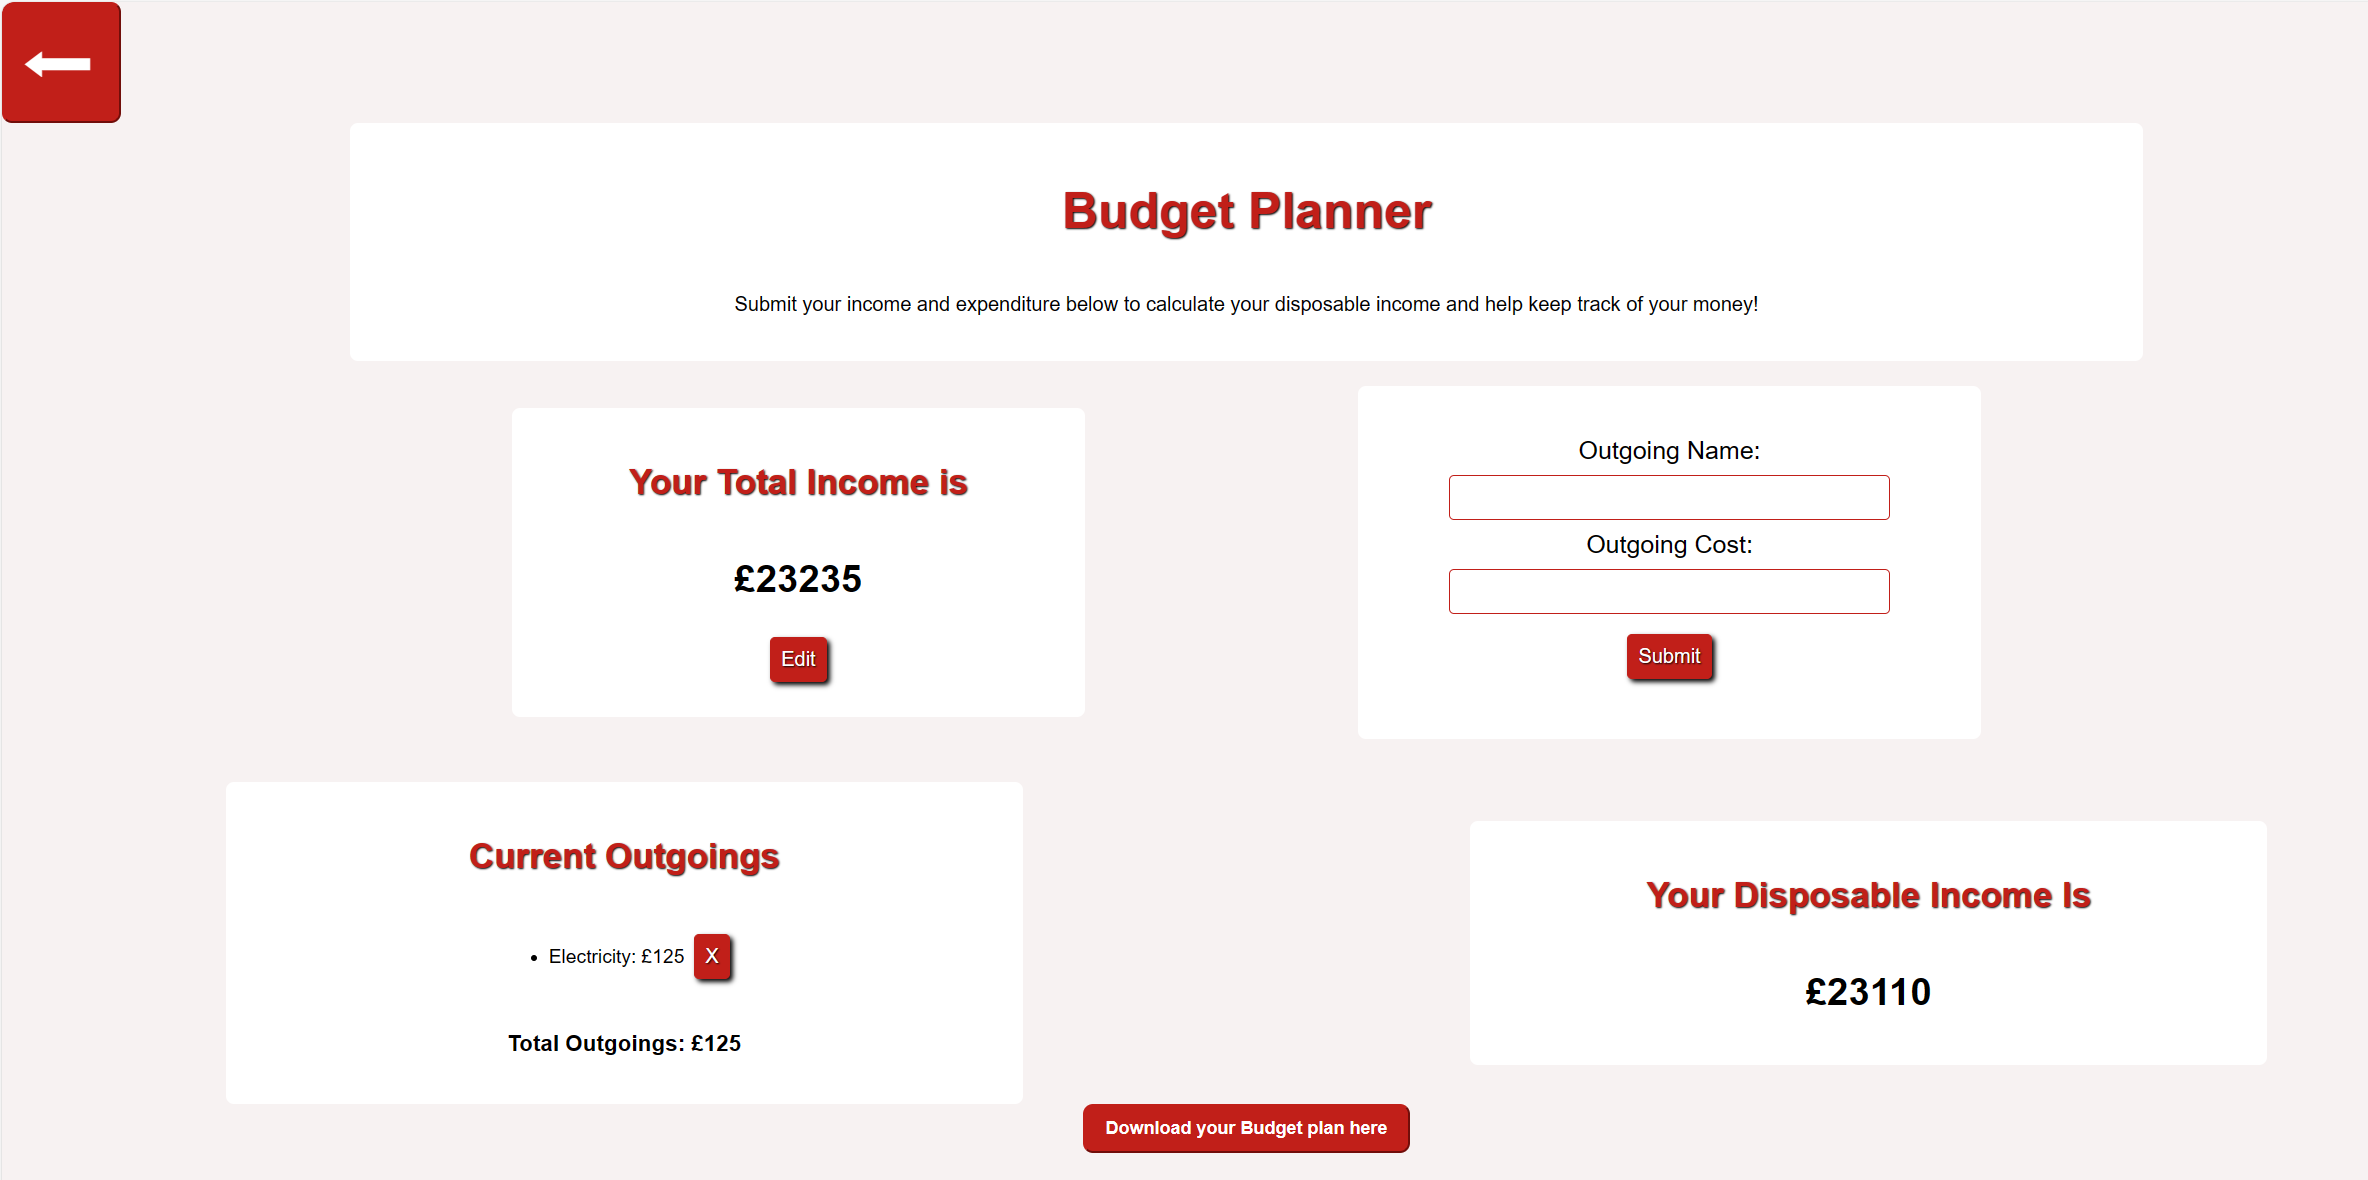 Budget Planner
Submit your income and expenditure below to calculate your disposable income and help keep track of your money!
Your Total Income is
£23235
Edit
Outgoing Name:
Outgoing Cost:
Submit
Current Outgoings
• Electricity: £125 X
Total Outgoings: £125
Your Disposable Income Is
£23110
Download your Budget plan here